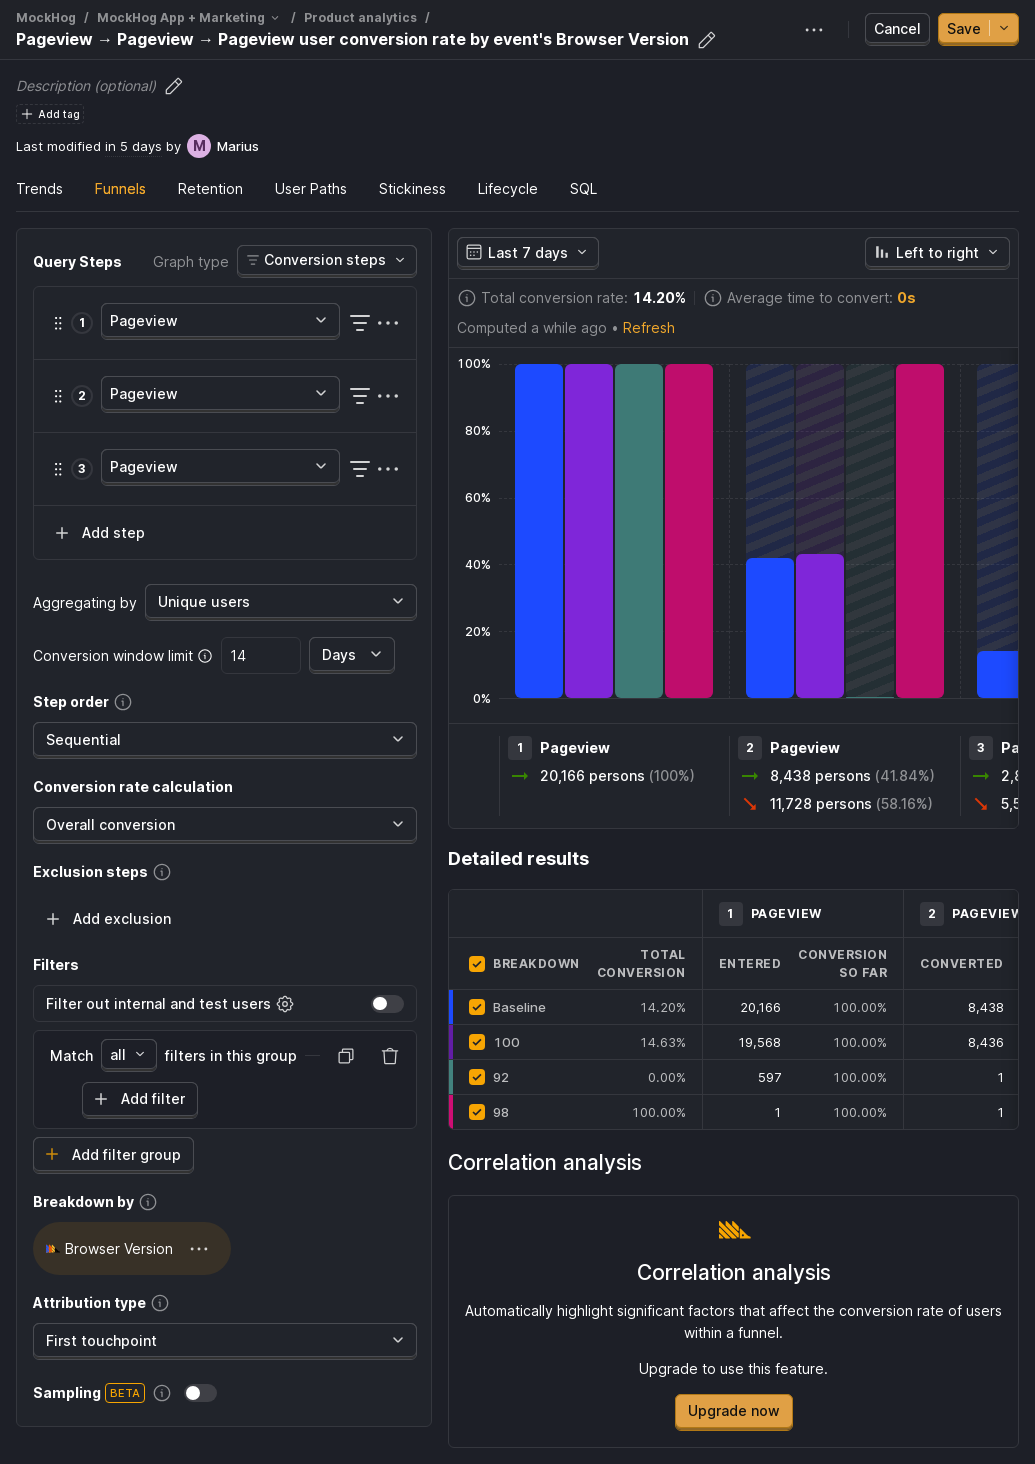 MockHog / MockHog App + Marketing / Product analytics /
Pageview → Pageview → Pageview user conversion rate by event's Browser Version
Cancel
Save
Description (optional)
Add tag
Last modified in 5 days by M Marius
Trends Funnels Retention User Paths Stickiness Lifecycle SQL
Query Steps
Graph type
Conversion steps
1 Pageview
2 Pageview
3 Pageview
Add step
Aggregating by Unique users
Conversion window limit 14 Days
Step order
Sequential
Conversion rate calculation
Overall conversion
Exclusion steps
Add exclusion
Filters
Filter out internal and test users
Match all filters in this group
Add filter
Add filter group
Breakdown by
Browser Version
Attribution type
First touchpoint
Sampling BETA
Last 7 days
Left to right
Total conversion rate: 14.20% Average time to convert: 0s
Computed a while ago • Refresh
100%
80%
60%
40%
20%
0%
1 Pageview
20,166 persons (100%)
2 Pageview
8,438 persons (41.84%)
11,728 persons (58.16%)
3 Pa
2,8
5,5
Detailed results
1 PAGEVIEW 2 PAGEVIEW
BREAKDOWN TOTAL CONVERSION ENTERED CONVERSION SO FAR CONVERTED
Baseline 14.20% 20,166 100.00% 8,438
100 14.63% 19,568 100.00% 8,436
92 0.00% 597 100.00% 1
98 100.00% 1 100.00% 1
Correlation analysis
Correlation analysis
Automatically highlight significant factors that affect the conversion rate of users
within a funnel.
Upgrade to use this feature.
Upgrade now